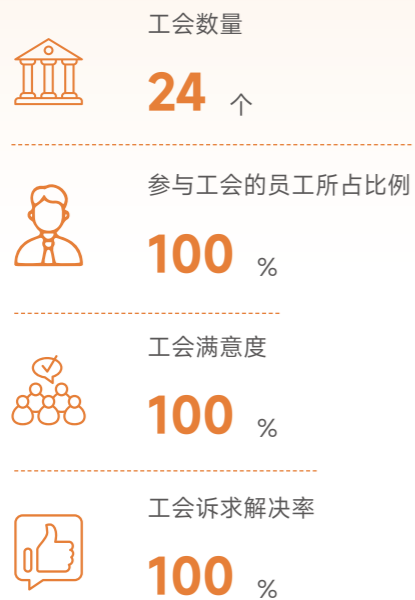 工会数量
24 个
参与工会的员工所占比例
100 %
工会满意度
100 %
工会诉求解决率
100 %